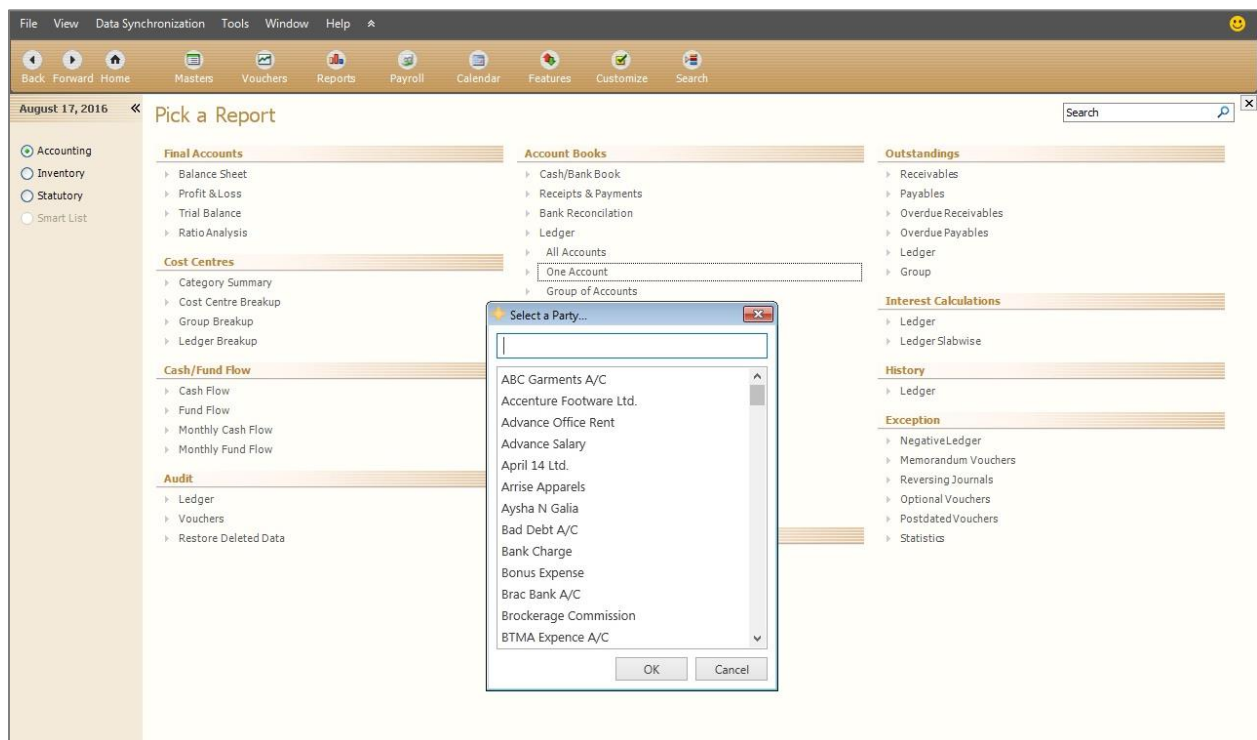 File View Data Synchronization Tools Window Help
Back Forward Home Masters Vouchers Reports Payroll Calendar Features Customize Search
August 17, 2016
Accounting
Inventory
Statutory
Smart List
Pick a Report
Search
Final Accounts
Balance Sheet
Profit & Loss
Trial Balance
Ratio Analysis
Cost Centres
Category Summary
Cost Centre Breakup
Group Breakup
Ledger Breakup
Cash/Fund Flow
Cash Flow
Fund Flow
Monthly Cash Flow
Monthly Fund Flow
Audit
Ledger
Vouchers
Restore Deleted Data
Account Books
Cash/Bank Book
Receipts & Payments
Bank Reconcilation
Ledger
All Accounts
One Account
Group of Accounts
Select a Party...
ABC Garments A/C
Accenture Footware Ltd.
Advance Office Rent
Advance Salary
April 14 Ltd.
Arrise Apparels
Aysha N Galia
Bad Debt A/C
Bank Charge
Bonus Expense
Brac Bank A/C
Brockerage Commission
BTMA Expence A/C
OK Cancel
Outstandings
Receivables
Payables
Overdue Receivables
Overdue Payables
Ledger
Group
Interest Calculations
Ledger
Ledger Slabwise
History
Ledger
Exception
NegativeLedger
Memorandum Vouchers
Reversing Journals
Optional Vouchers
Postdated Vouchers
Statistics